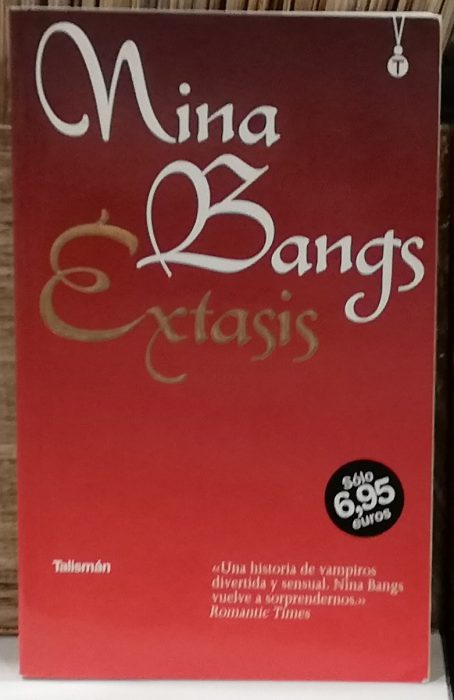 T
Nina
Bangs
Éxtasis
Sólo
6,95
euros
Talismán
«Una historia de vampiros
divertida y sensual. Nina Bangs
vuelve a sorprendernos.»
Romantic Times